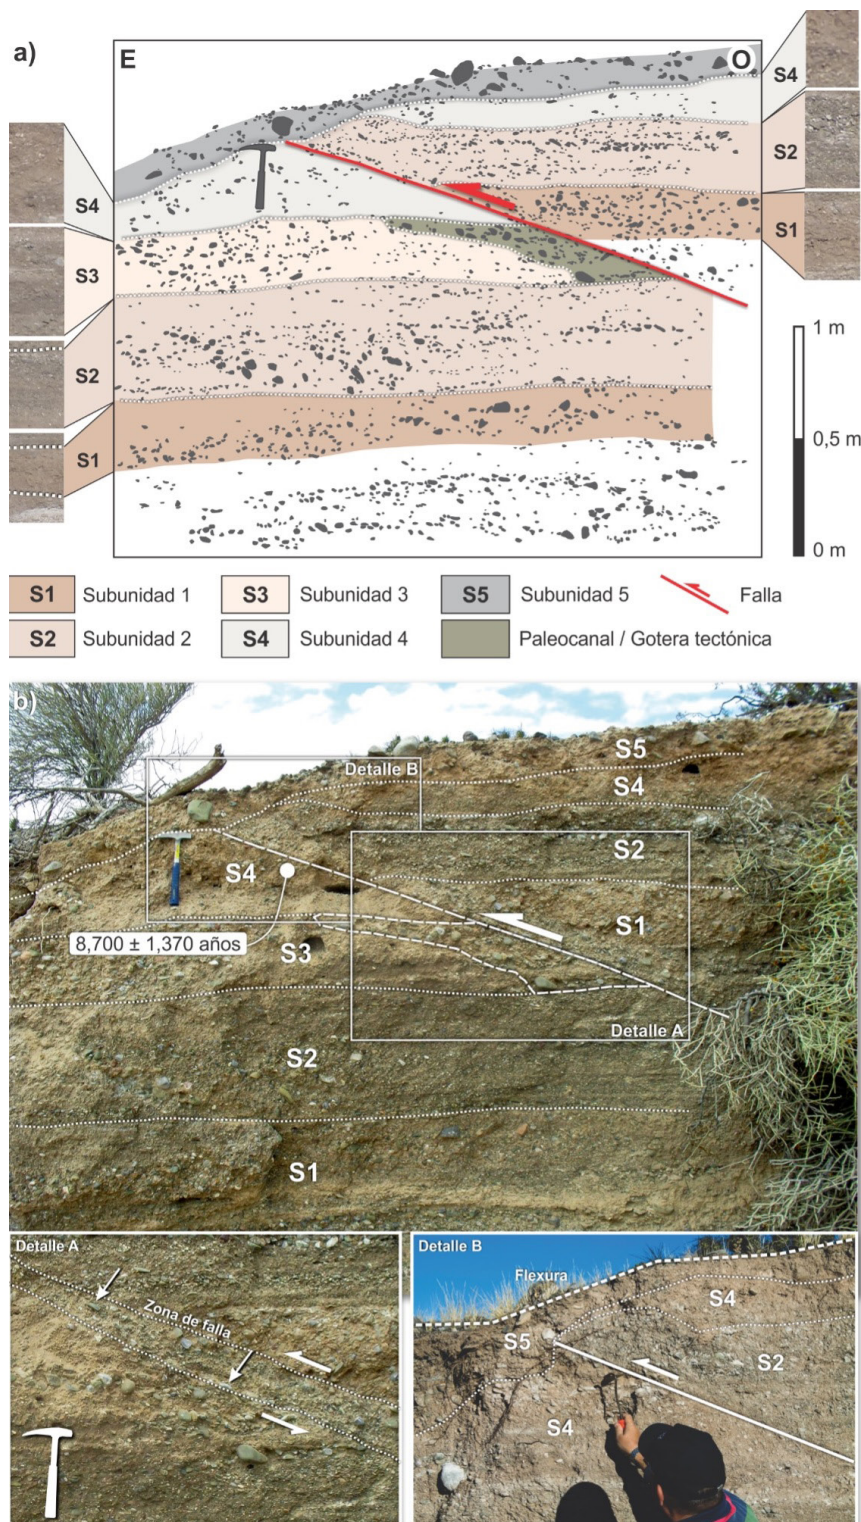 a)
E
O
S4
S2
S1
S4
S3
S2
S1
1 m
0,5 m
0 m
S1 Subunidad 1
S3 Subunidad 3
S5 Subunidad 5
Falla
S2 Subunidad 2
S4 Subunidad 4
Paleocanal / Gotera tectónica
b)
S5
Detalle B
S4
S2
S4
S1
8,700 ± 1,370 años
S3
Detalle A
S2
S1
Detalle A
Zona de falla
Detalle B
Flexura
S4
S5
S2
S4